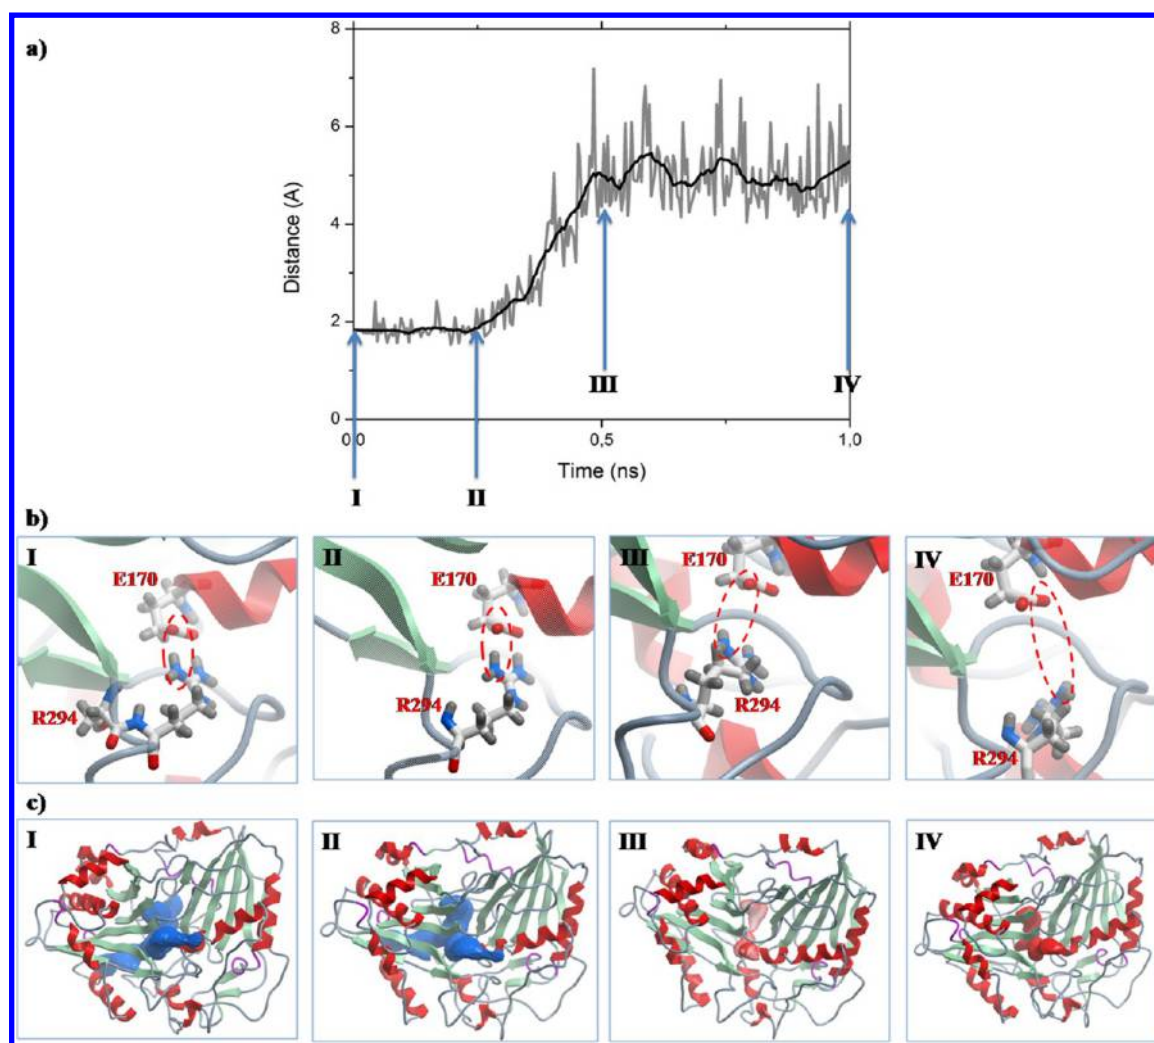 a)
8
6
4
2
0
Distance (A)
III
IV
0,0
0,5
1,0
Time (ns)
I
II
b)
I
E170
R294
II
E170
R294
III
E170
R294
IV
E170
R294
c)
I
II
III
IV